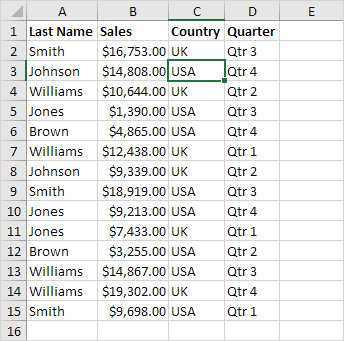 A B C D E
1 Last Name Sales Country Quarter
2 Smith $16,753.00 UK Qtr 3
3 Johnson $14,808.00 USA Qtr 4
4 Williams $10,644.00 UK Qtr 2
5 Jones $1,390.00 USA Qtr 3
6 Brown $4,865.00 USA Qtr 4
7 Williams $12,438.00 UK Qtr 1
8 Johnson $9,339.00 UK Qtr 2
9 Smith $18,919.00 USA Qtr 3
10 Jones $9,213.00 USA Qtr 4
11 Jones $7,433.00 UK Qtr 1
12 Brown $3,255.00 USA Qtr 2
13 Williams $14,867.00 USA Qtr 3
14 Williams $19,302.00 UK Qtr 4
15 Smith $9,698.00 USA Qtr 1
16